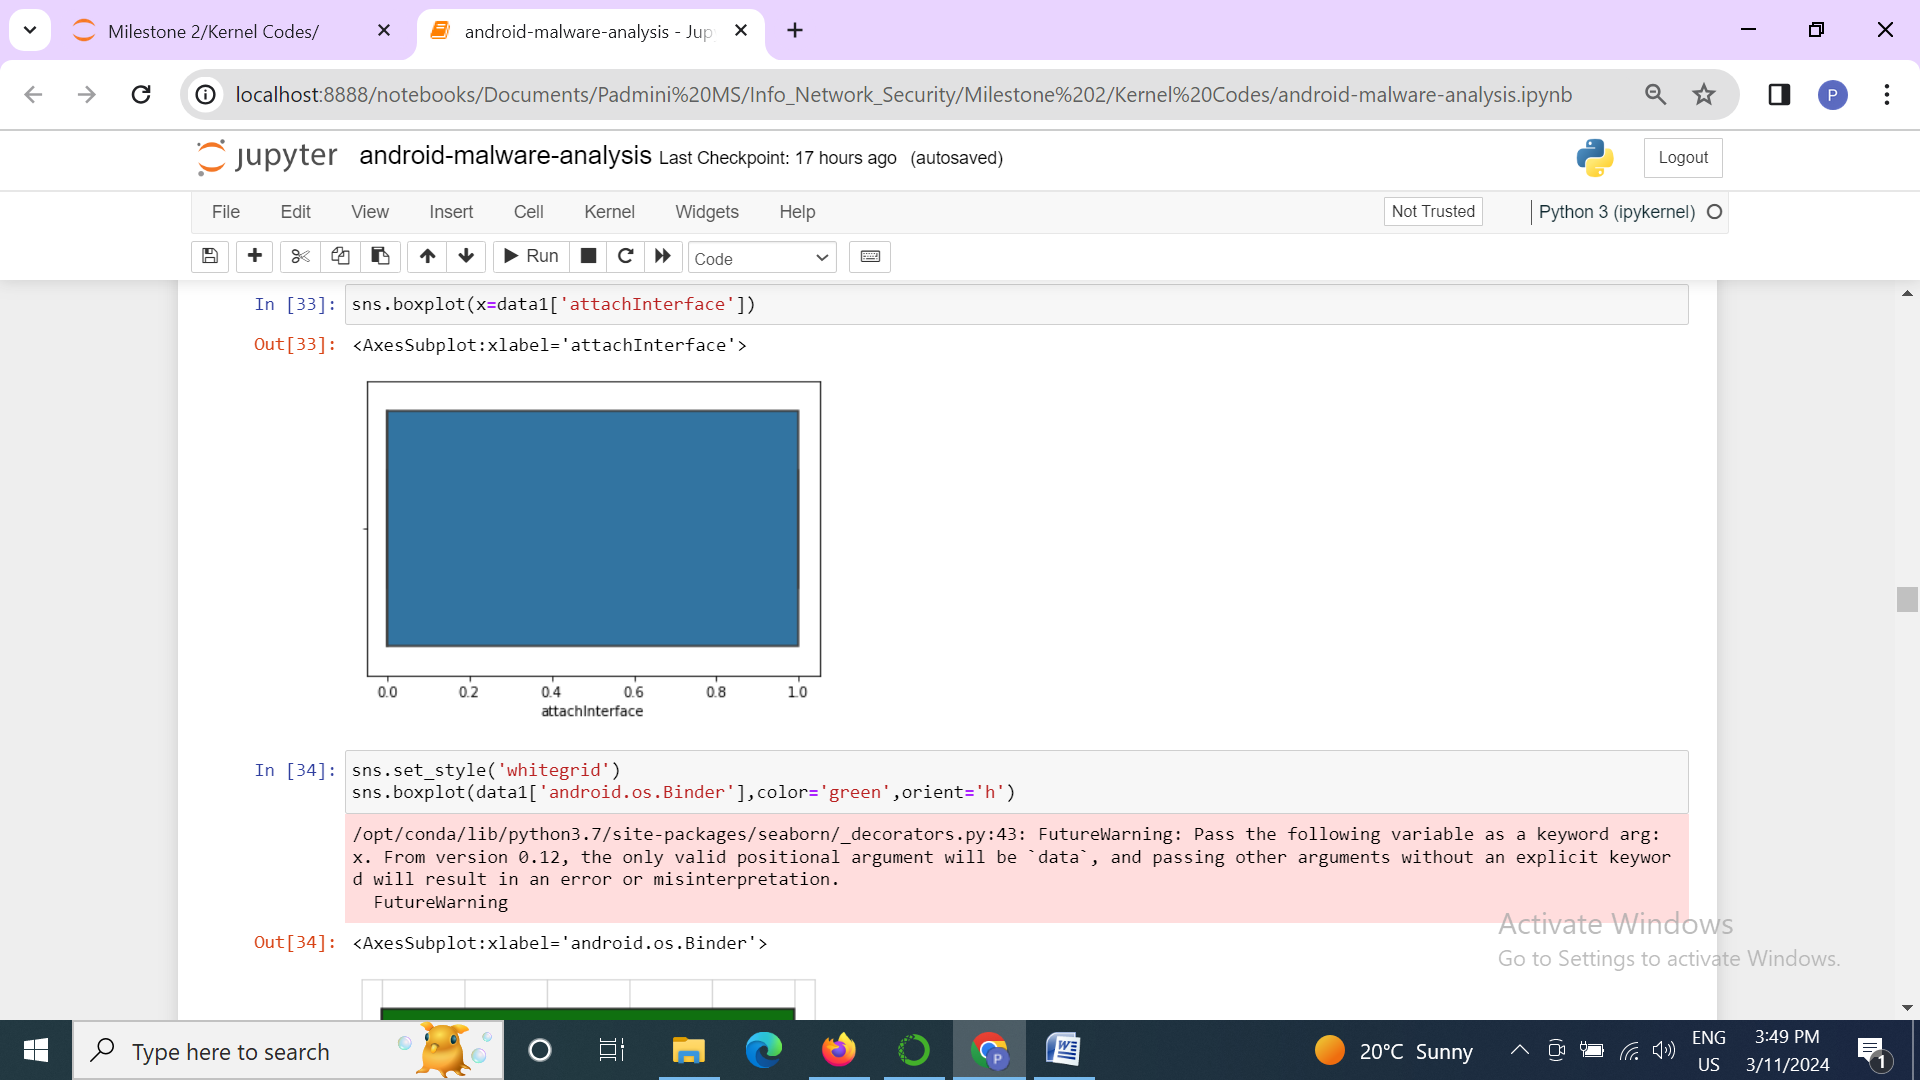 Milestone 2/Kernel Codes/
android-malware-analysis - Jup
localhost:8888/notebooks/Documents/Padmini%20MS/Info_Network_Security/Milestone%202/Kernel%20Codes/android-malware-analysis.ipynb
P
jupyter android-malware-analysis Last Checkpoint: 17 hours ago (autosaved)
Logout
File Edit View Insert Cell Kernel Widgets Help
Not Trusted
Python 3 (ipykernel)
Run
Code
In [33]: sns.boxplot(x=data1['attachInterface'])
Out[33]: <AxesSubplot:xlabel='attachInterface'>
0.0 0.2 0.4 0.6 0.8 1.0
attachInterface
In [34]: sns.set_style('whitegrid')
sns.boxplot(data1['android.os.Binder'],color='green',orient='h')
/opt/conda/lib/python3.7/site-packages/seaborn/_decorators.py:43: FutureWarning: Pass the following variable as a keyword arg:
x. From version 0.12, the only valid positional argument will be `data`, and passing other arguments without an explicit keywor
d will result in an error or misinterpretation.
FutureWarning
Out[34]: <AxesSubplot:xlabel='android.os.Binder'>
Activate Windows
Go to Settings to activate Windows.
Type here to search
P
20°C Sunny
ENG
US
3:49 PM
3/11/2024
1